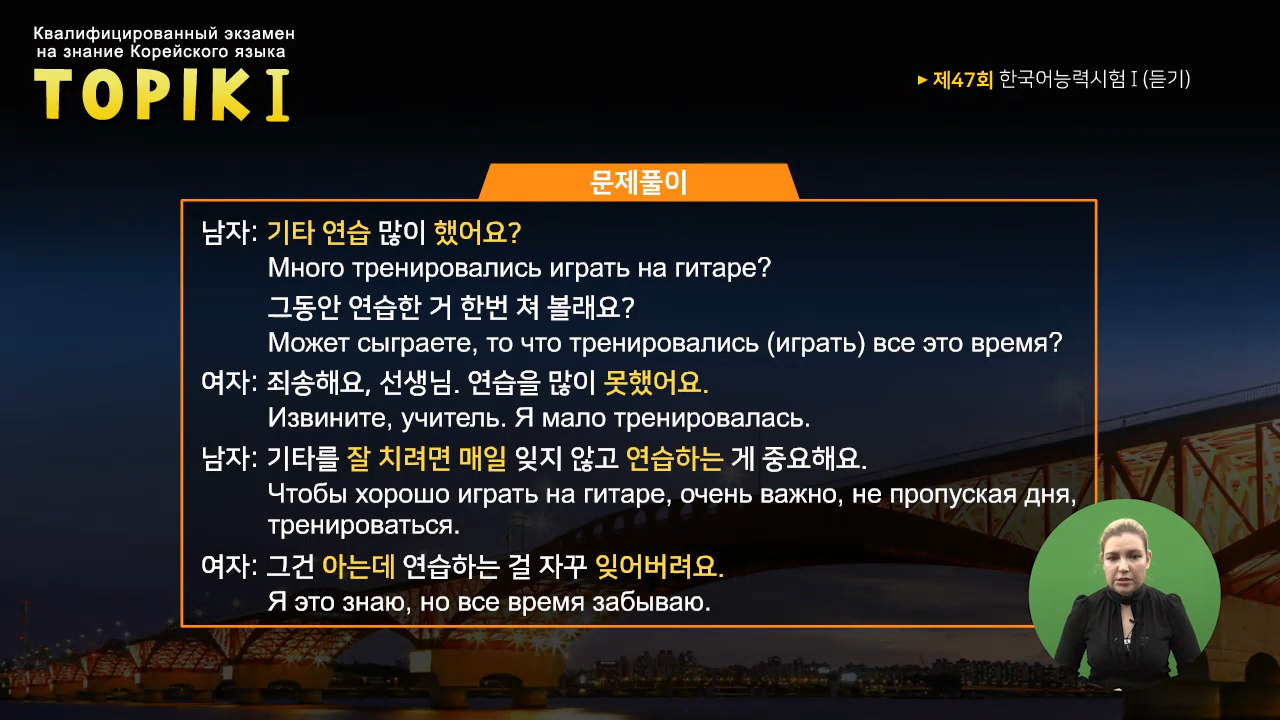 Квалифицированный экзамен
на знание Корейского языка
TOPIK I
▸ 제47회 한국어능력시험 I (듣기)
문제풀이
남자: 기타 연습 많이 했어요?
Много тренировались играть на гитаре?
그동안 연습한 거 한번 쳐 볼래요?
Может сыграете, то что тренировались (играть) все это время?
여자: 죄송해요, 선생님. 연습을 많이 못했어요.
Извините, учитель. Я мало тренировалась.
남자: 기타를 잘 치려면 매일 잊지 않고 연습하는 게 중요해요.
Чтобы хорошо играть на гитаре, очень важно, не пропуская дня,
тренироваться.
여자: 그건 아는데 연습하는 걸 자꾸 잊어버려요.
Я это знаю, но все время забываю.